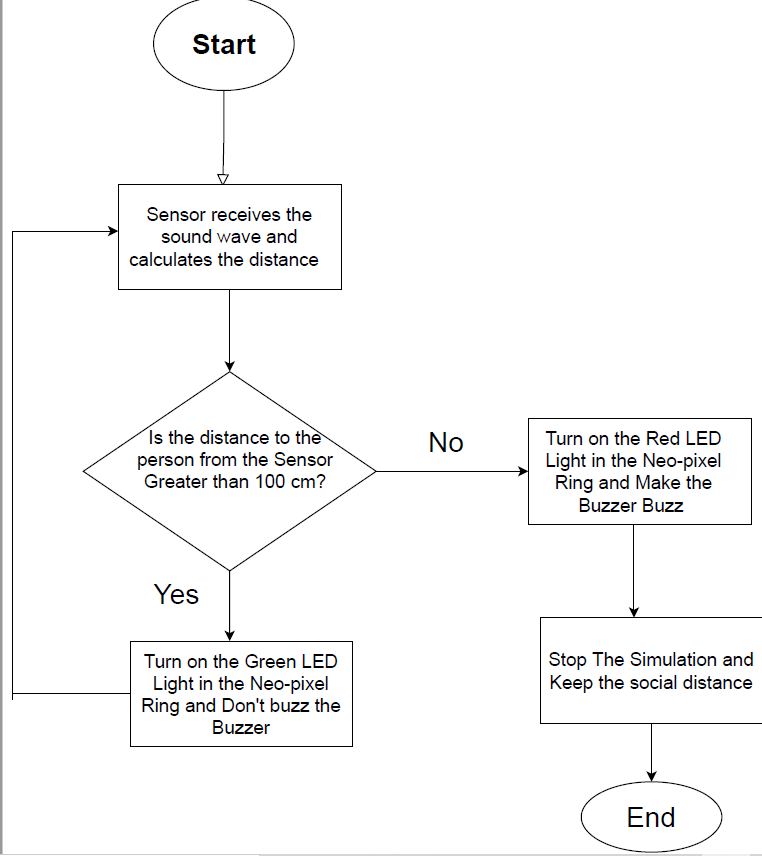 Start
Sensor receives the
sound wave and
calculates the distance
Is the distance to the
person from the Sensor
Greater than 100 cm?
No
Turn on the Red LED
Light in the Neo-pixel
Ring and Make the
Buzzer Buzz
Yes
Turn on the Green LED
Light in the Neo-pixel
Ring and Don't buzz the
Buzzer
Stop The Simulation and
Keep the social distance
End